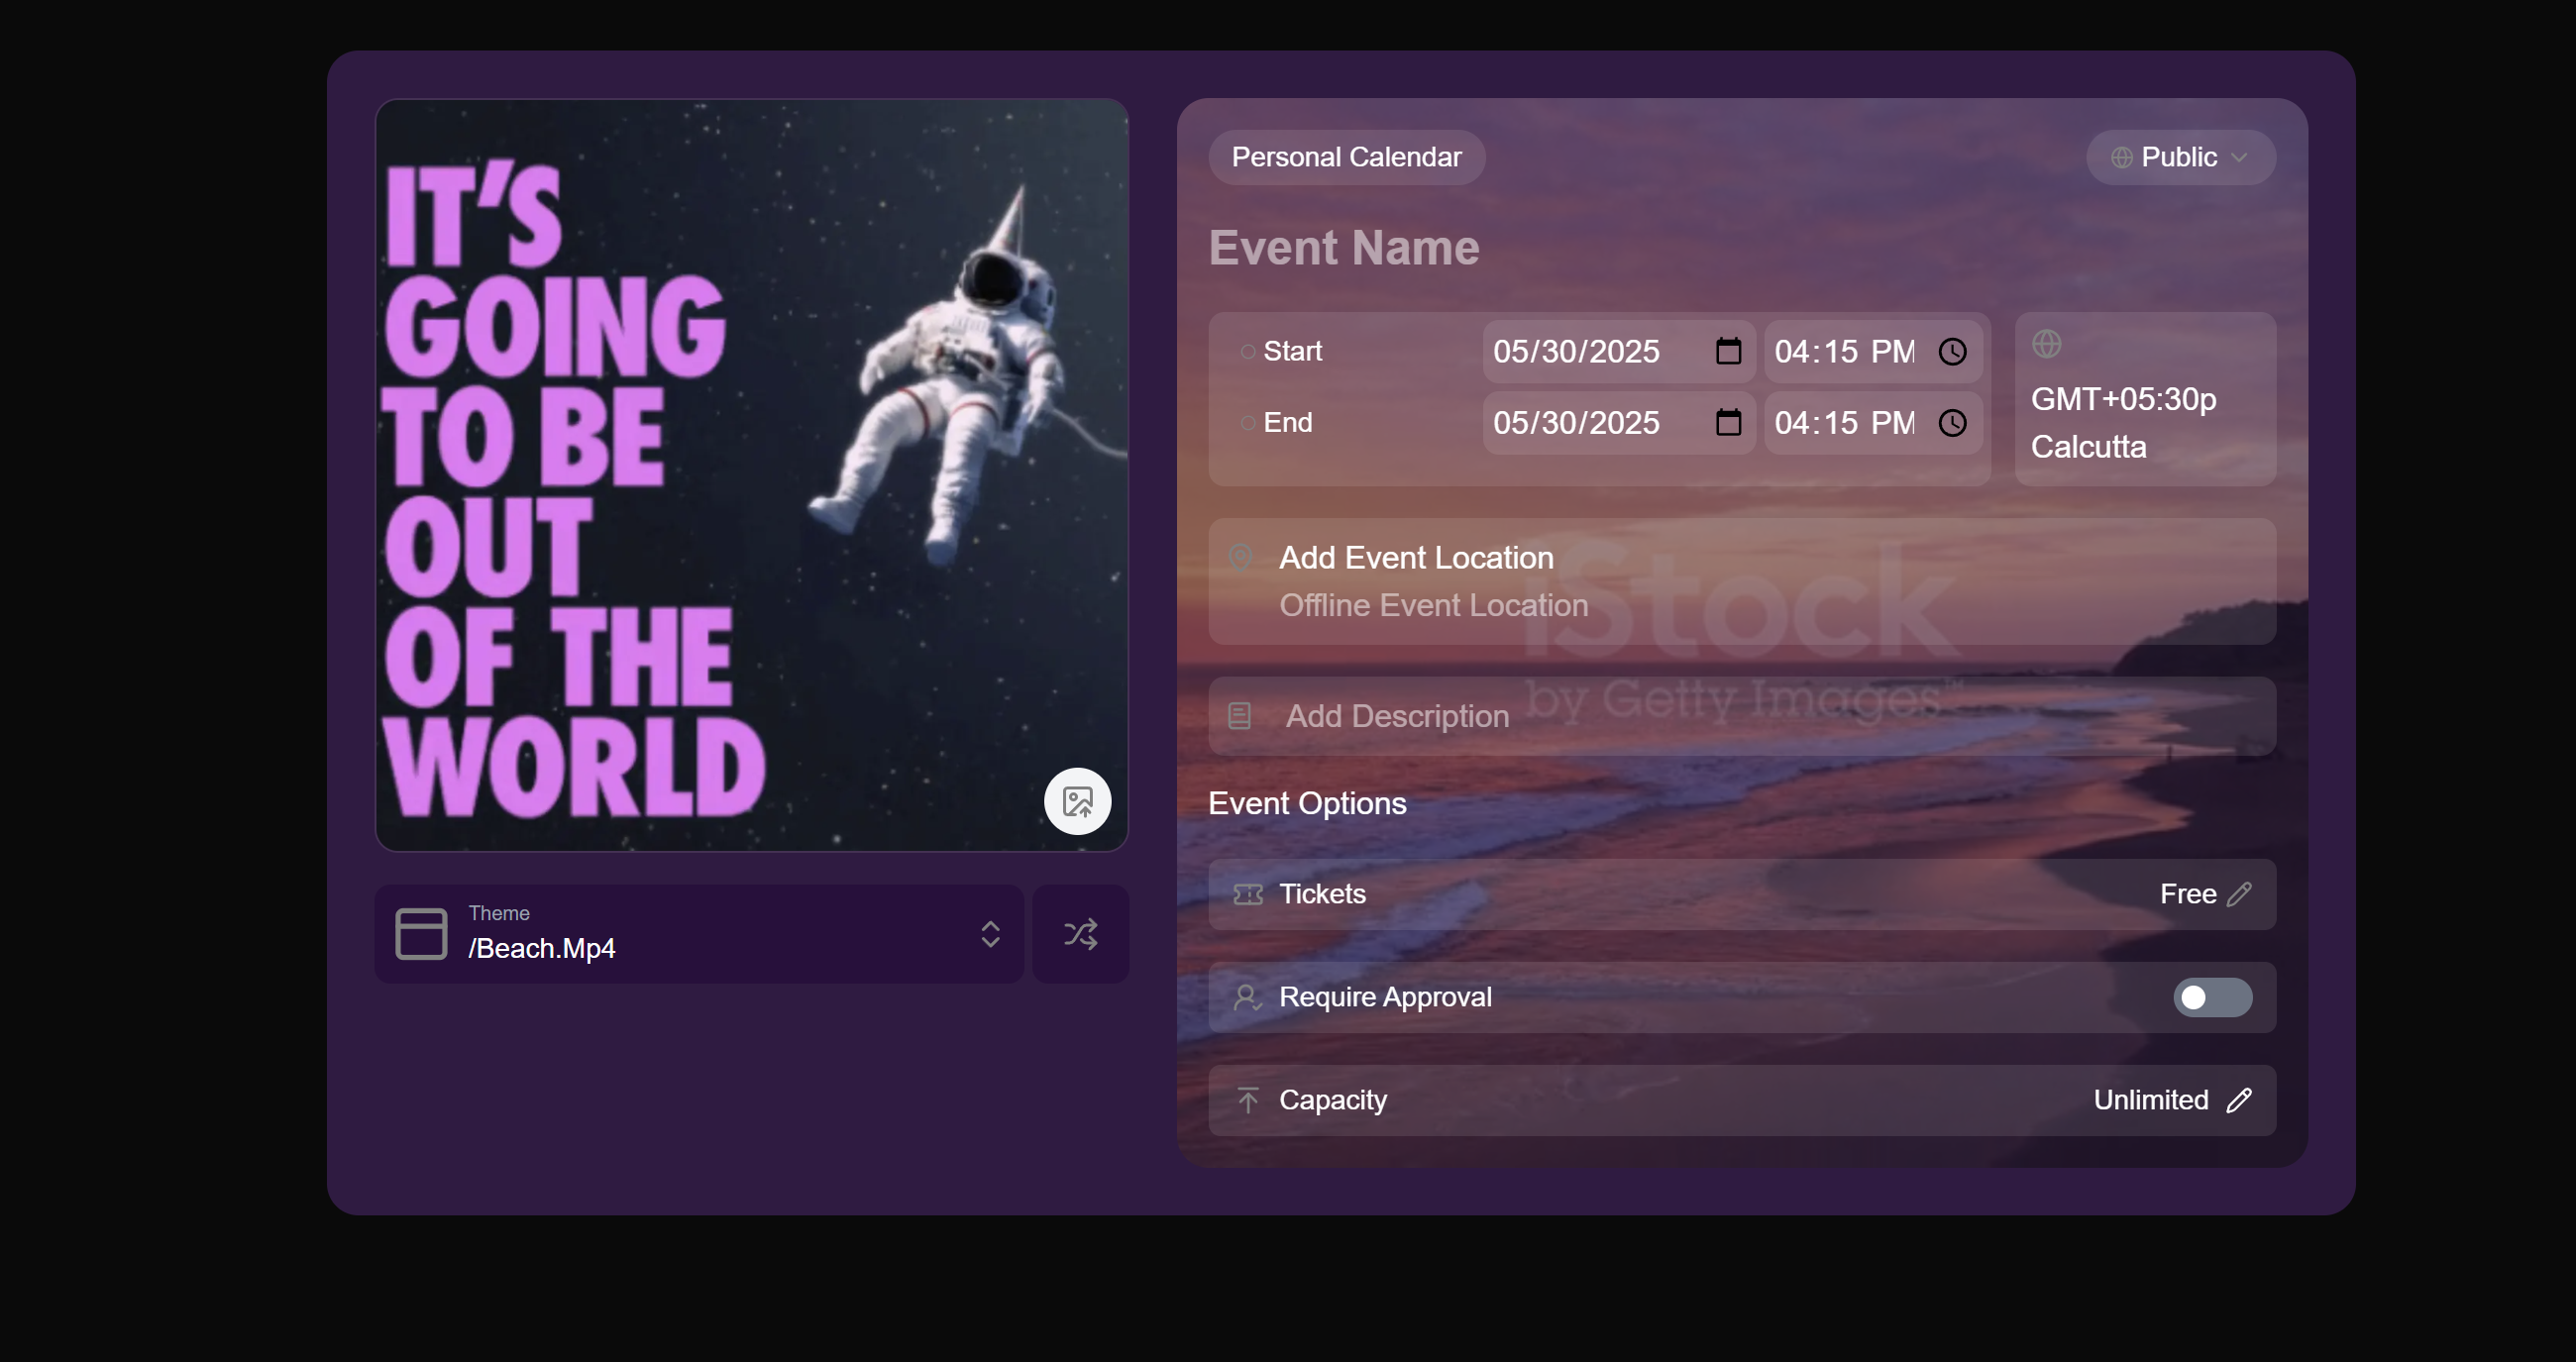 IT'S
GOING
TO BE
OUT
OF THE
WORLD
Theme
/Beach.Mp4
Personal Calendar
Public
Event Name
Start
05/30/2025
04:15 PM
End
05/30/2025
04:15 PM
GMT+05:30p
Calcutta
Add Event Location
Offline Event Location
iStock
by Getty Images™
Add Description
Event Options
Tickets
Free
Require Approval
Capacity
Unlimited